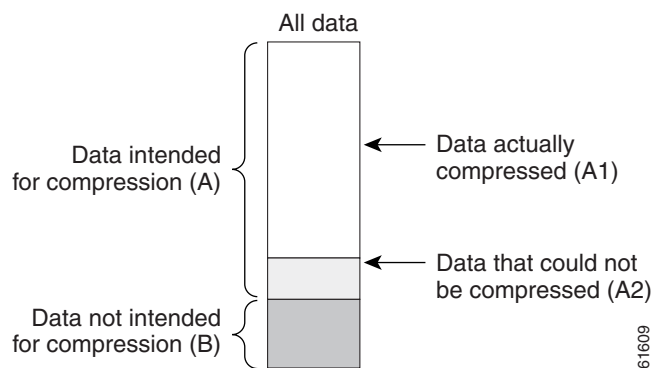 All data
Data intended
for compression (A)
Data actually
compressed (A1)
Data that could not
be compressed (A2)
Data not intended
for compression (B)
61609